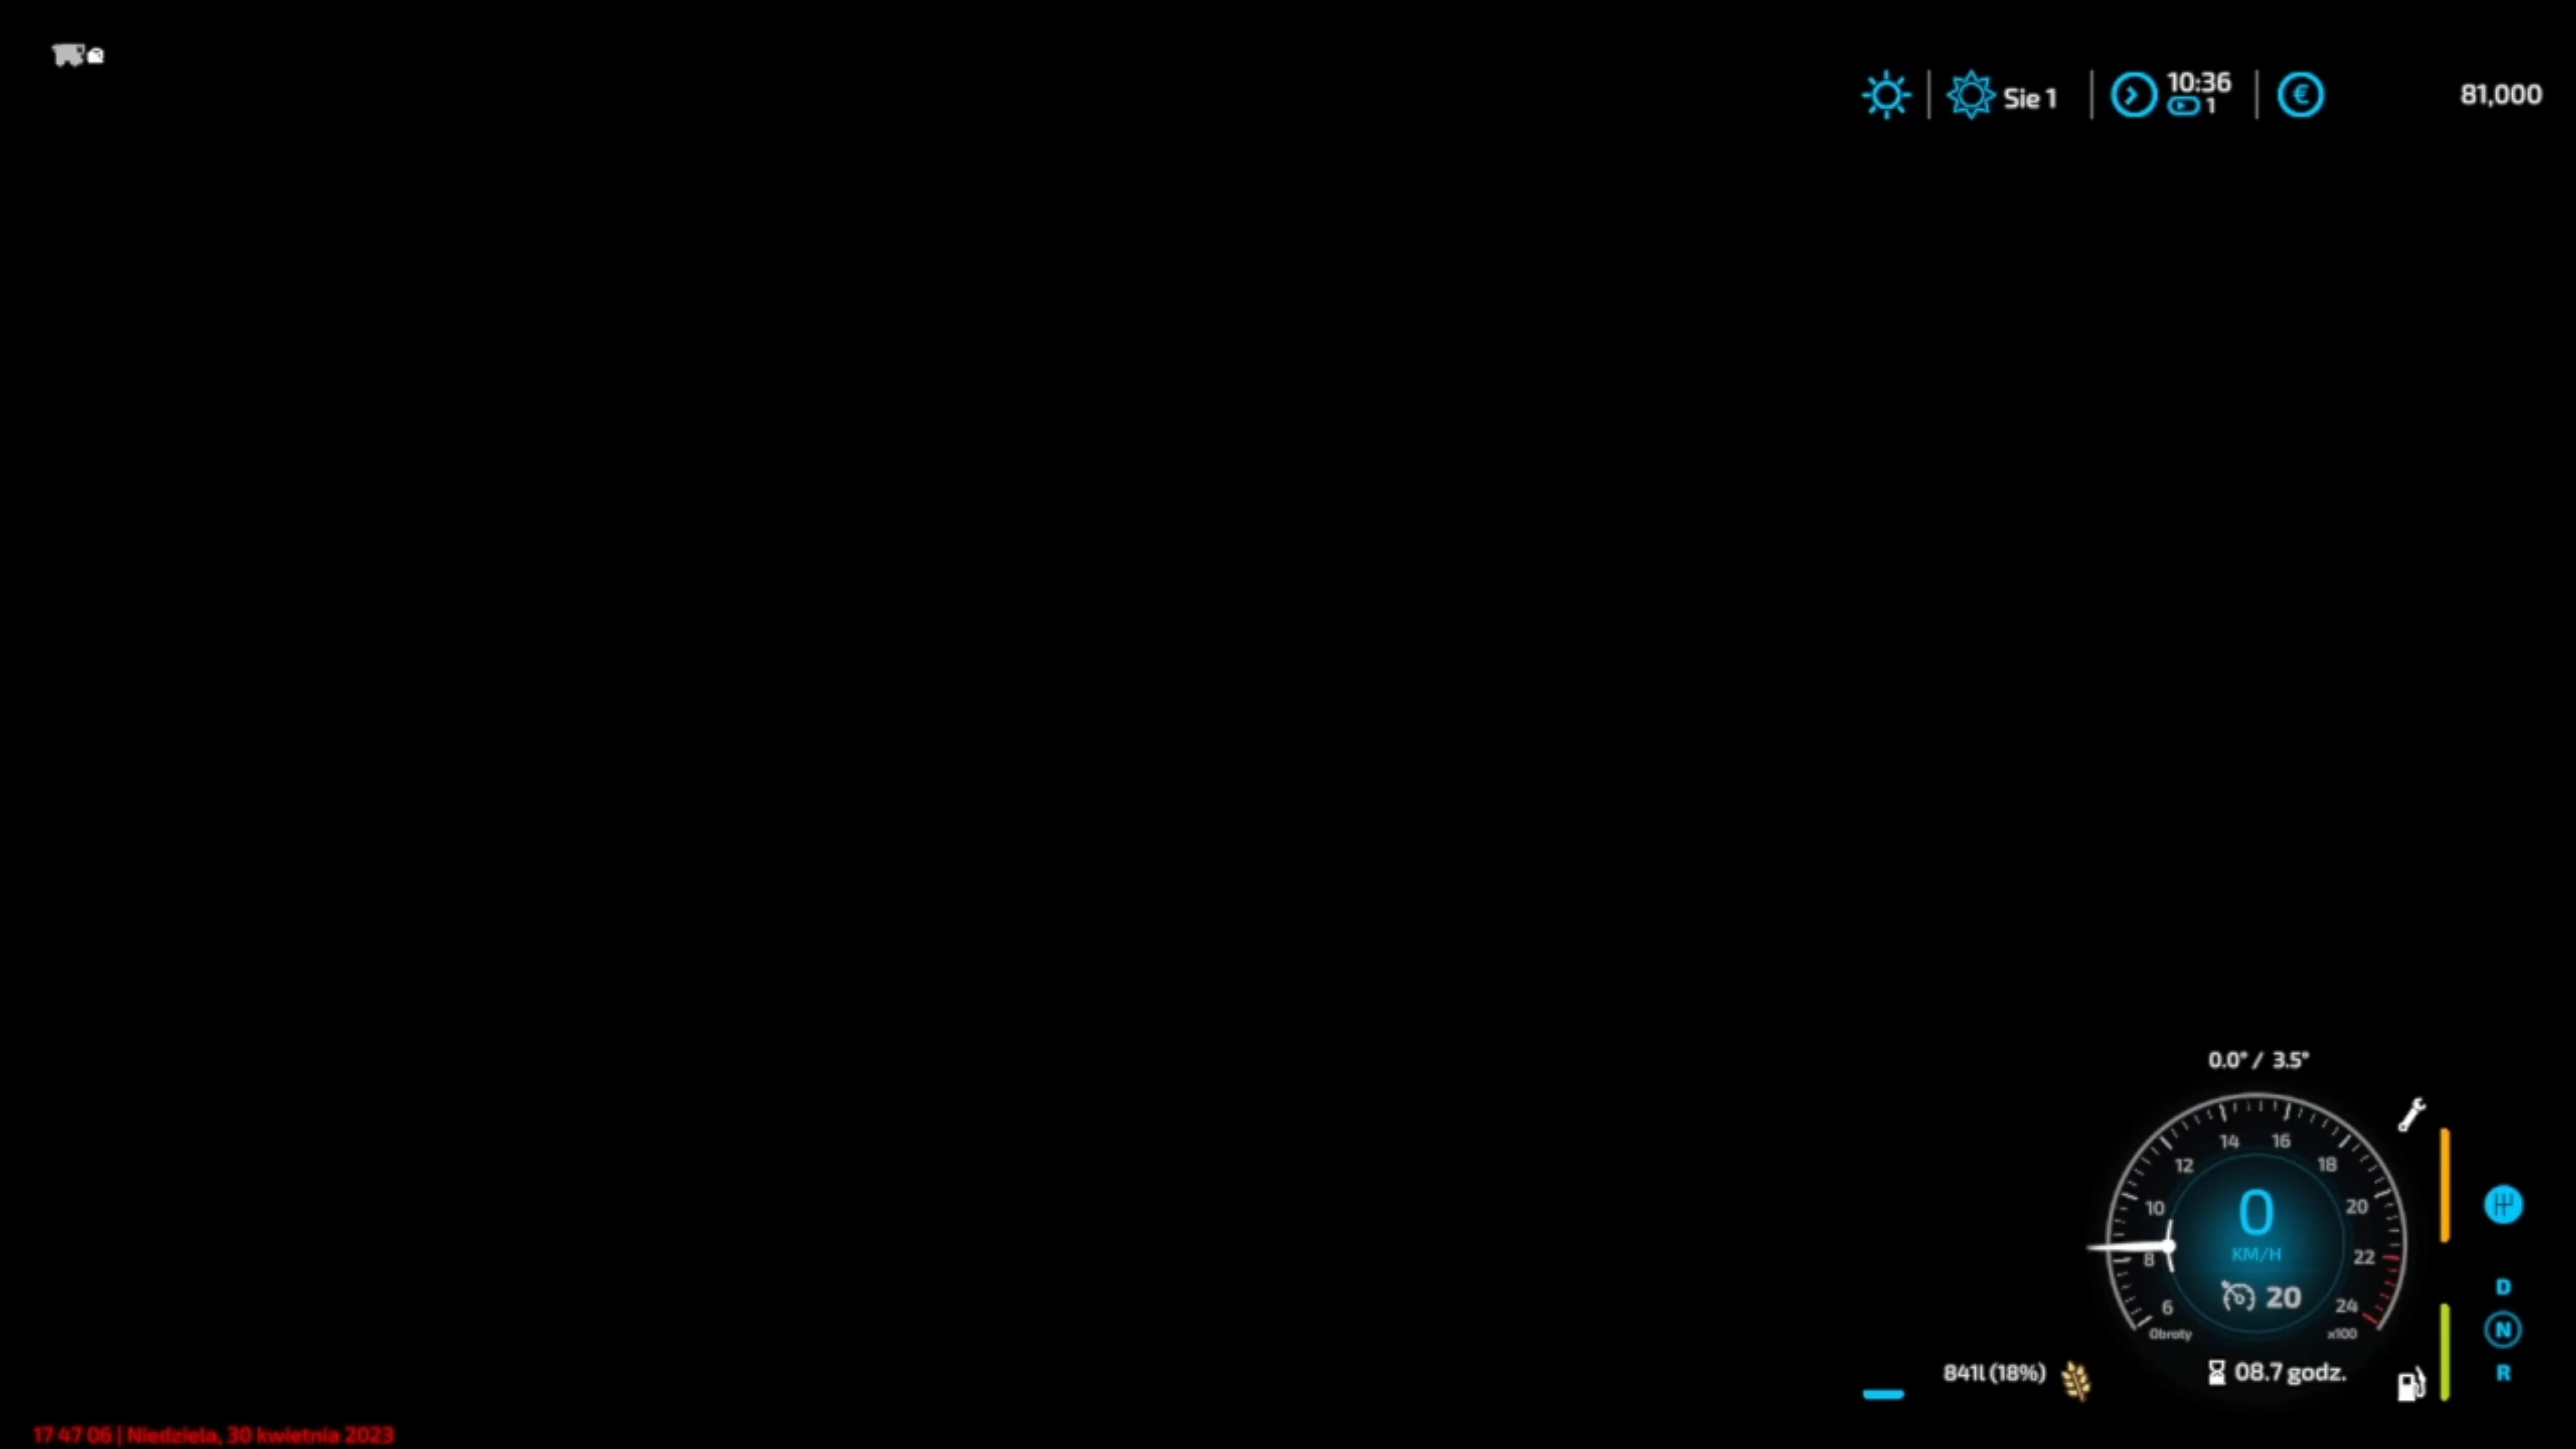 Sie 1
10:36
1
€
81,000
0.0° / 3.5°
14 16
12 18
10 20
0
8 KM/H 22
6 20 24
Obroty x100
D
N
R
841l (18%)
08.7 godz.
17 47 06 | Niedziela, 30 kwietnia 2023